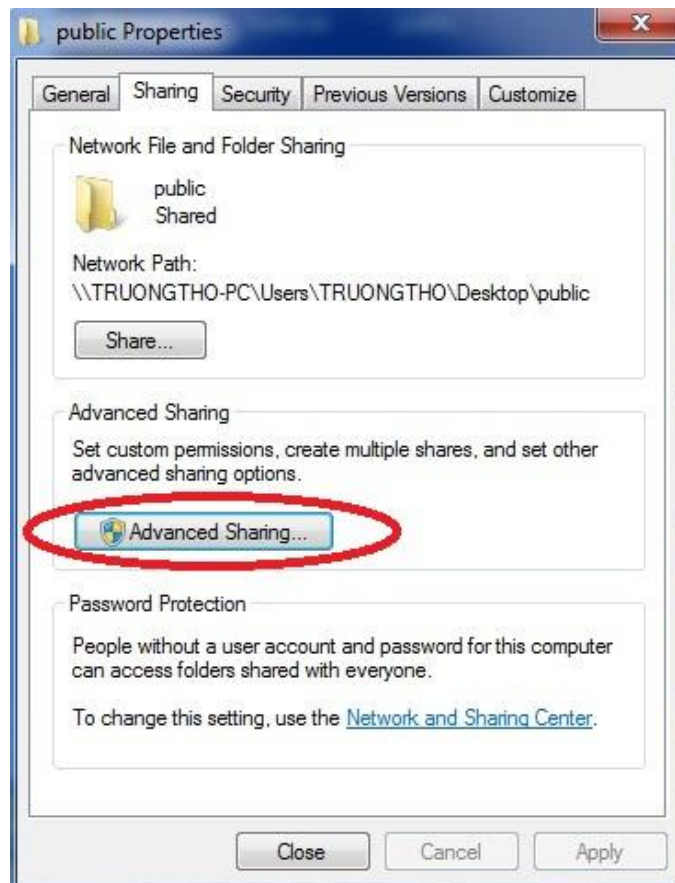 public Properties
General Sharing Security Previous Versions Customize
Network File and Folder Sharing
public
Shared
Network Path:
\\TRUONGTHO-PC\Users\TRUONGTHO\Desktop\public
Share...
Advanced Sharing
Set custom permissions, create multiple shares, and set other
advanced sharing options.
Advanced Sharing...
Password Protection
People without a user account and password for this computer
can access folders shared with everyone.
To change this setting, use the Network and Sharing Center.
Close Cancel Apply